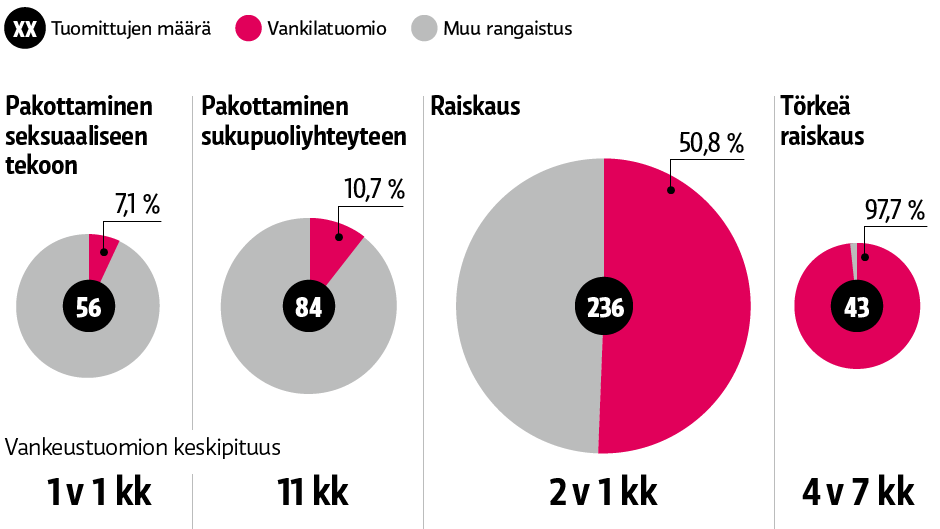 XX Tuomittujen määrä Vankilatuomio Muu rangaistus
Pakottaminen
seksuaaliseen
tekoon
7,1 %
56
Pakottaminen
sukupuoliyhteyteen
10,7 %
84
Raiskaus
50,8 %
236
Törkeä
raiskaus
97,7 %
43
Vankeustuomion keskipituus
1 v 1 kk
11 kk
2 v 1 kk
4 v 7 kk